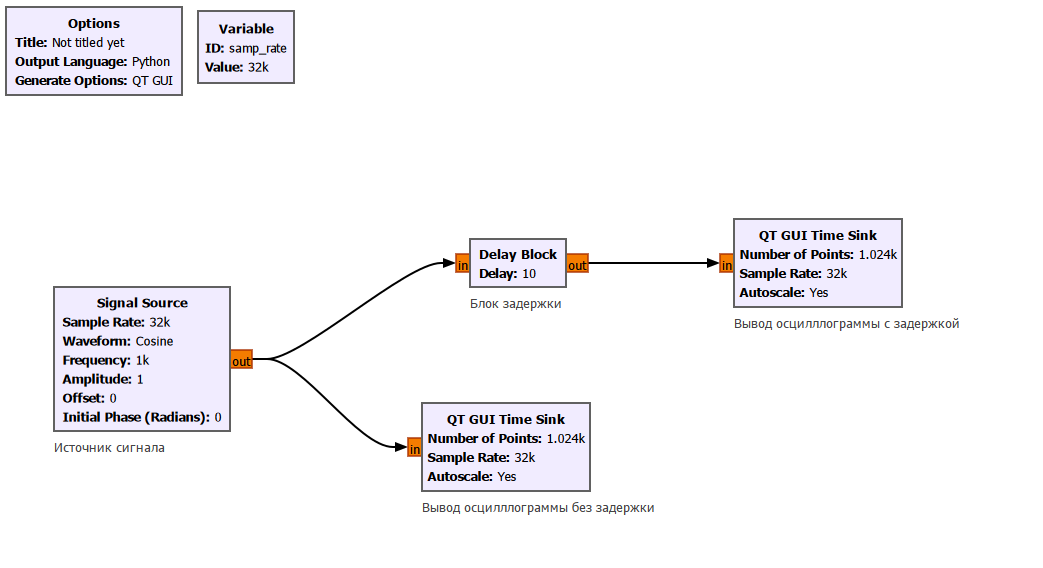 Options
Title: Not titled yet
Output Language: Python
Generate Options: QT GUI
Variable
ID: samp_rate
Value: 32k
Signal Source
Sample Rate: 32k
Waveform: Cosine
Frequency: 1k
Amplitude: 1
Offset: 0
Initial Phase (Radians): 0
out
Источник сигнала
in
Delay Block
Delay: 10
out
Блок задержки
in
QT GUI Time Sink
Number of Points: 1.024k
Sample Rate: 32k
Autoscale: Yes
Вывод осцилллограммы с задержкой
in
QT GUI Time Sink
Number of Points: 1.024k
Sample Rate: 32k
Autoscale: Yes
Вывод осцилллограммы без задержки